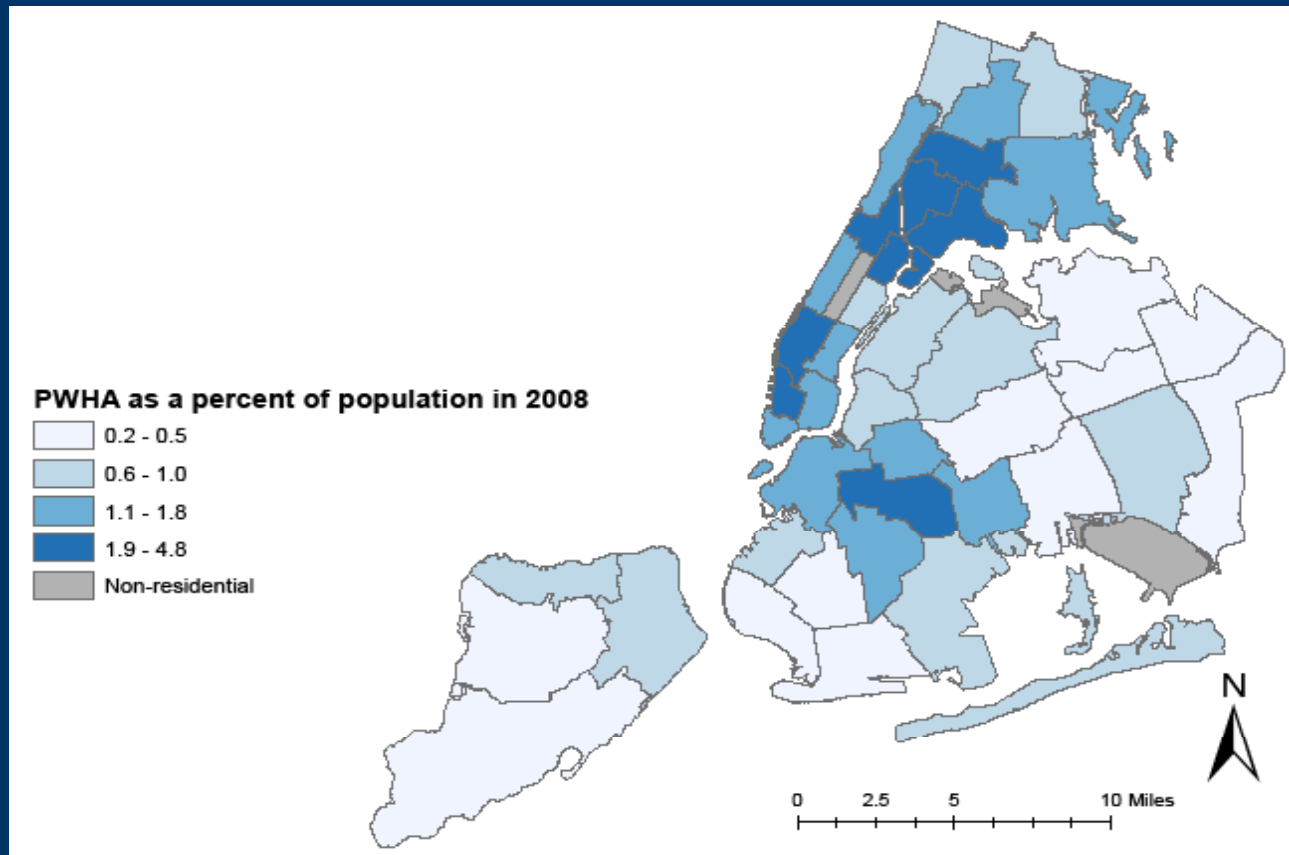 PWHA as a percent of population in 2008
0.2 - 0.5
0.6 - 1.0
1.1 - 1.8
1.9 - 4.8
Non-residential
N
0 2.5 5 10 Miles